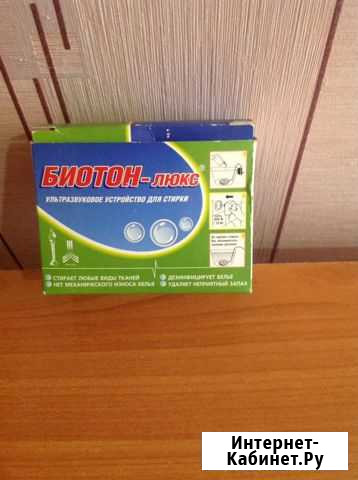 БИОТОН-ЛЮКС
УЛЬТРАЗВУКОВОЕ УСТРОЙСТВО ДЛЯ СТИРКИ
СТИРАЕТ ЛЮБЫЕ ВИДЫ ТКАНЕЙ
НЕТ МЕХАНИЧЕСКОГО ИЗНОСА БЕЛЬЯ
ДЕЗИНФИЦИРУЕТ БЕЛЬЕ
УДАЛЯЕТ НЕПРИЯТНЫЙ ЗАПАХ
Интернет-
Кабинет.Ру